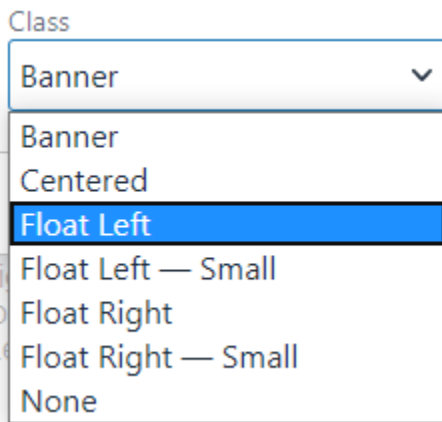 Class
Banner
Banner
Centered
Float Left
Float Left — Small
Float Right
Float Right — Small
None